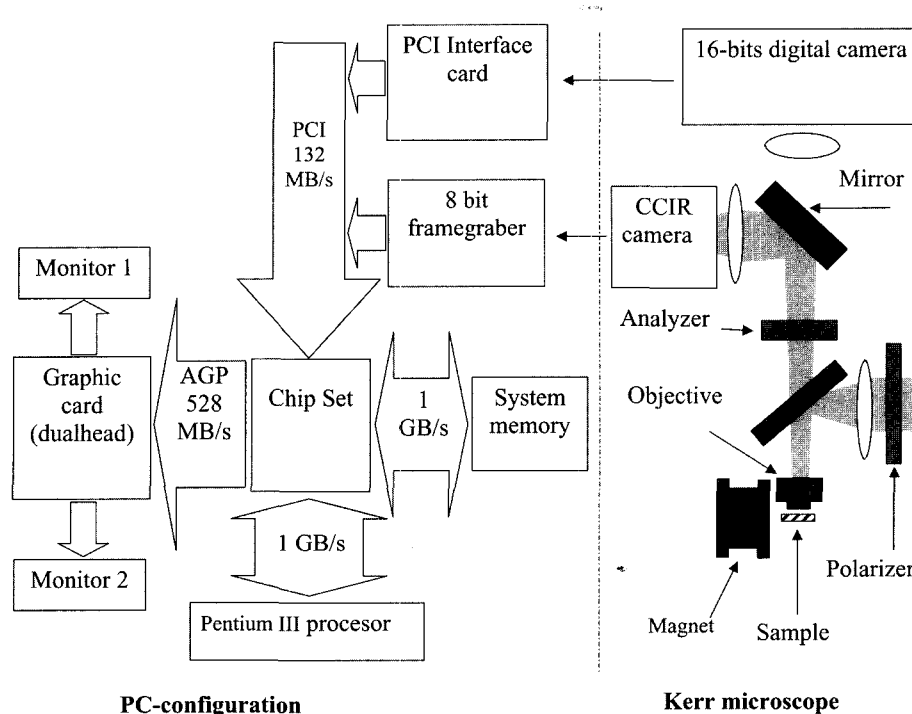 PCI Interface
card
16-bits digital camera
PCI
132
MB/s
8 bit
framegraber
CCIR
camera
Mirror
Monitor 1
Analyzer
Graphic
card
(dualhead)
AGP
528
MB/s
Chip Set
1
GB/s
System
memory
Objective
1 GB/s
Monitor 2
Polarizer
Pentium III procesor
Magnet
Sample
PC-configuration
Kerr microscope